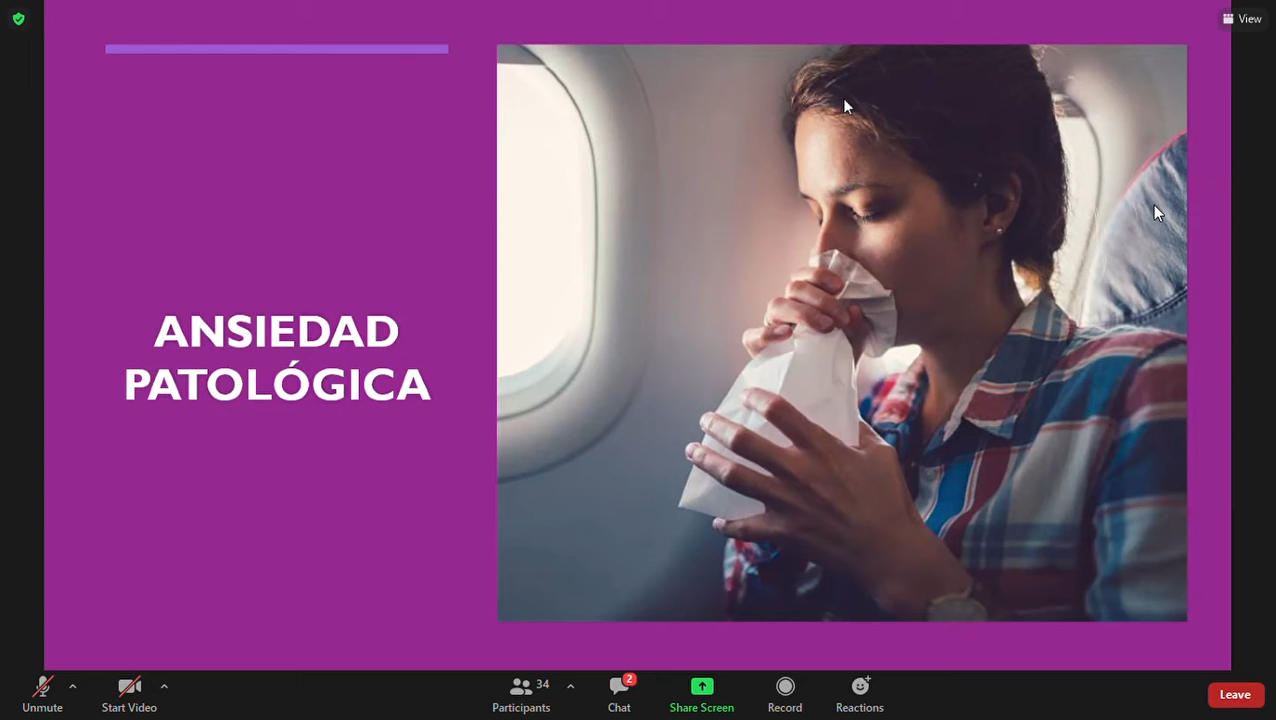 View
ANSIEDAD
PATOLÓGICA
Unmute
Start Video
34
Participants
2
Chat
Share Screen
Record
Reactions
Leave